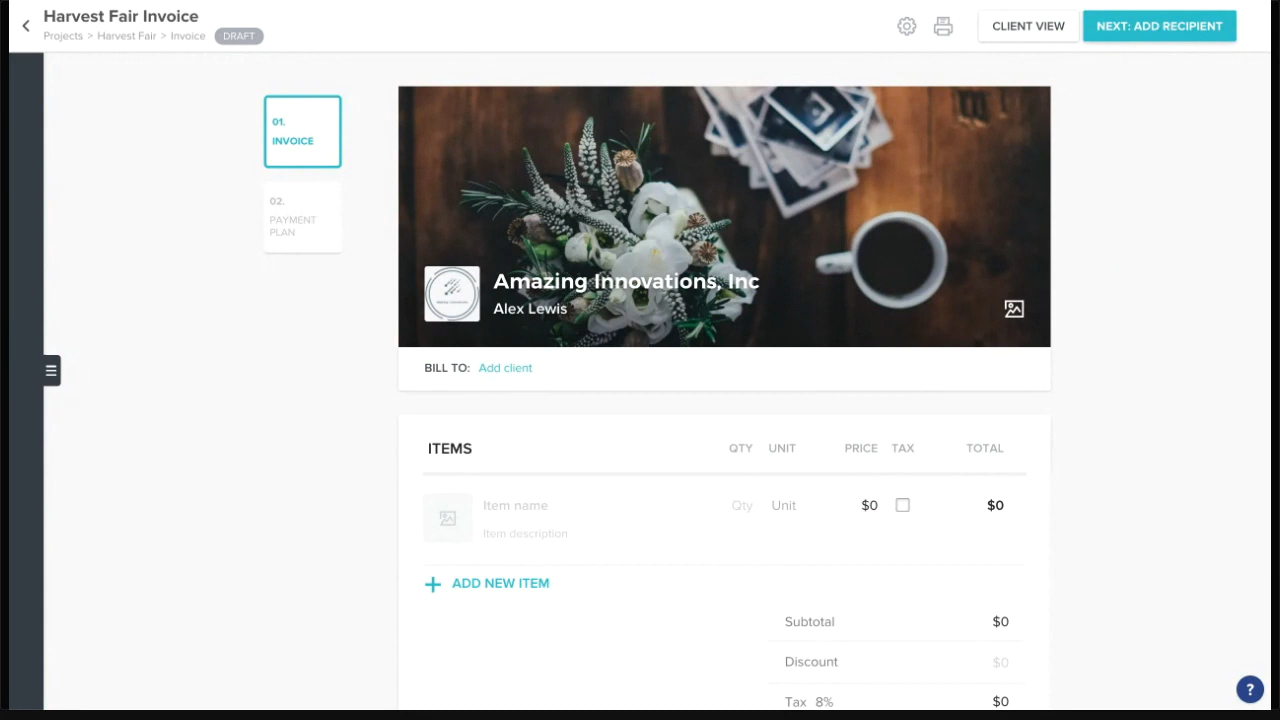 Harvest Fair Invoice
Projects > Harvest Fair > Invoice DRAFT
CLIENT VIEW
NEXT: ADD RECIPIENT
01.
INVOICE
02.
PAYMENT
PLAN
Amazing Innovations, Inc
Alex Lewis
BILL TO: Add client
ITEMS QTY UNIT PRICE TAX TOTAL
Item name Qty Unit $0 $0
Item description
+ ADD NEW ITEM
Subtotal $0
Discount $0
Tax 8% $0
?